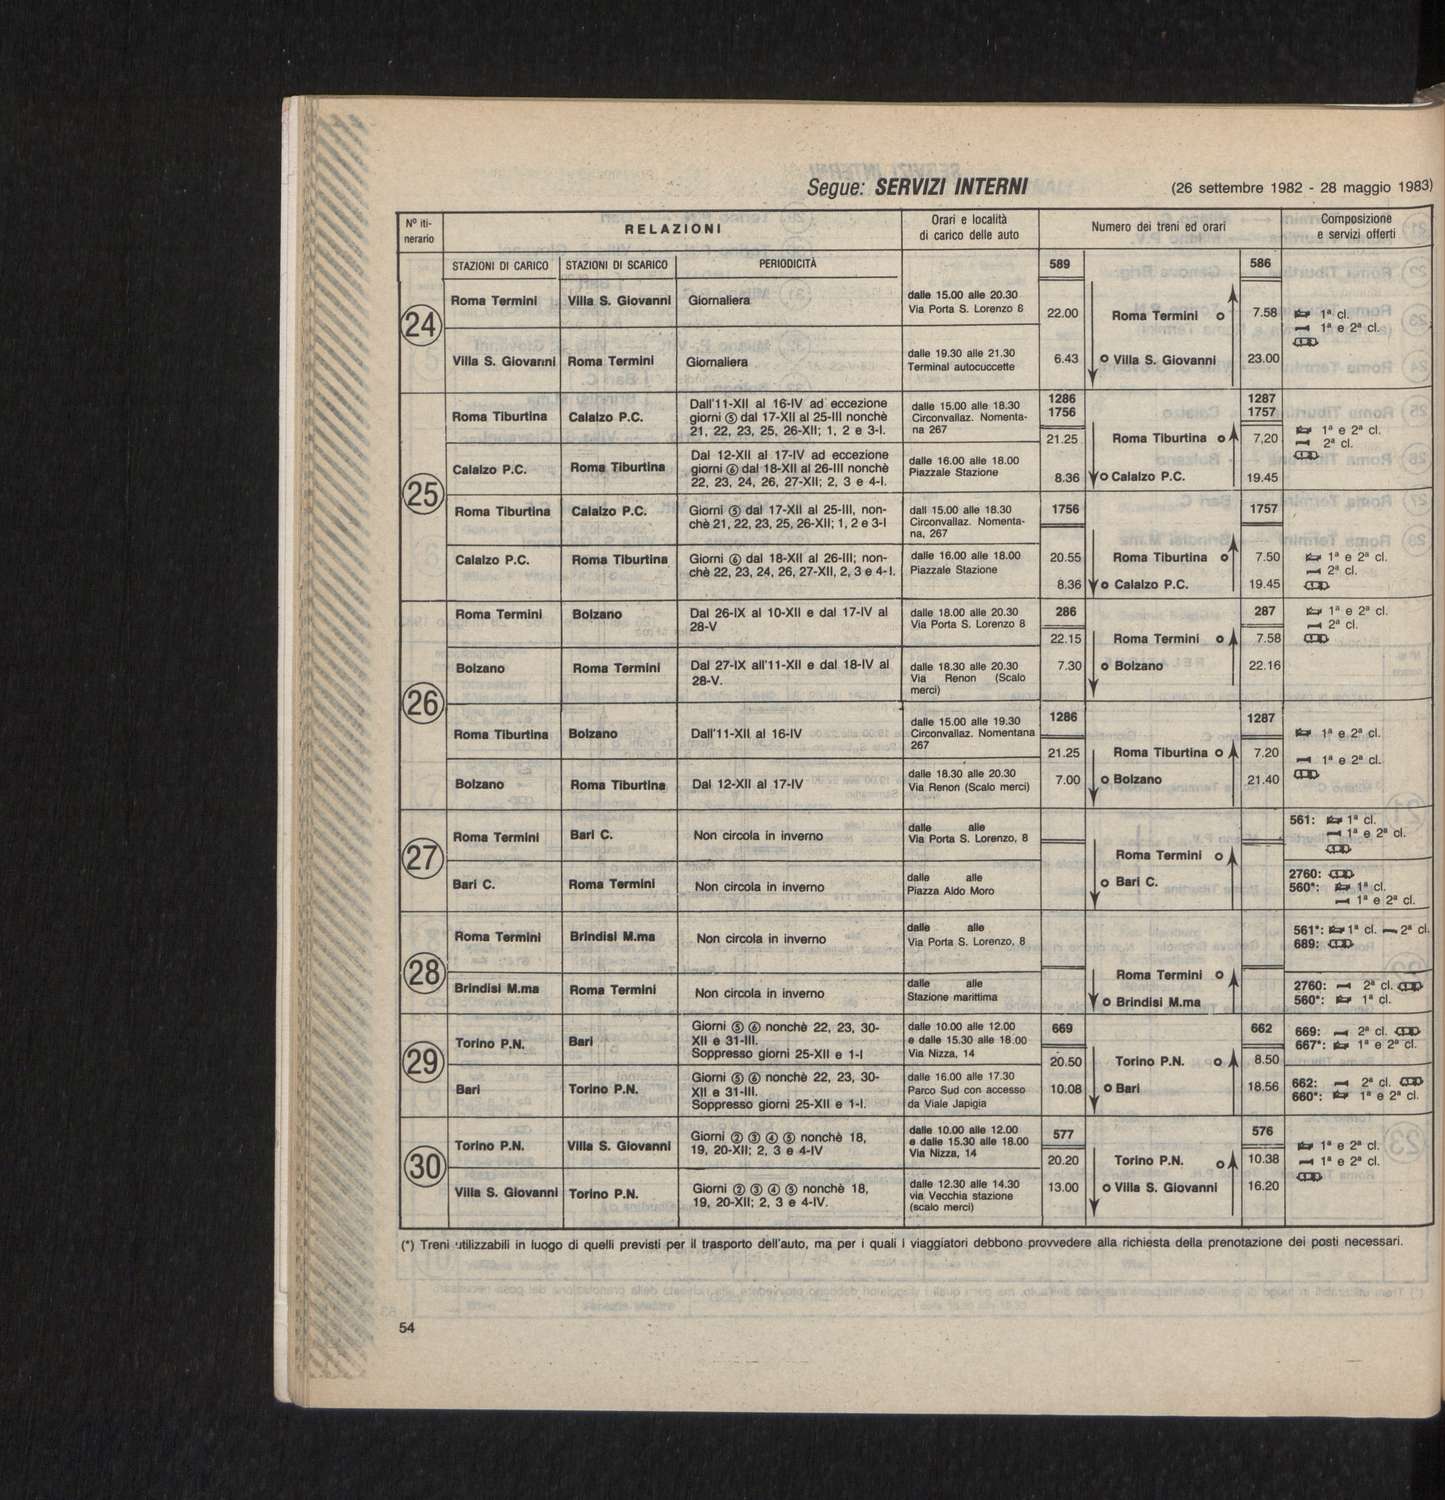 Segue: SERVIZI INTERNI (26 settembre 1982 - 28 maggio 1983)
Nº iti-
nerario
RELAZIONI
Orari e località
di carico delle auto
Numero dei treni ed orari
Composizione
e servizi offerti
STAZIONI DI CARICO STAZIONI DI SCARICO PERIODICITÀ
24
Roma Termini Villa S. Giovanni Giornaliera
dalle 15.00 alle 20.30
Via Porta S. Lorenzo 6
Villa S. Giovanni Roma Termini Giornaliera
dalle 19.30 alle 21.30
Terminal autocuccette
589 586
22.00 Roma Termini 7.58
6.43 Villa S. Giovanni 23.00
1ª cl.
1ª e 2ª cl.
25
Roma Tiburtina Calalzo P.C.
Dall'11-XII al 16-IV ad eccezione
giorni ⑤ dal 17-XII al 25-III nonchè
21, 22, 23, 25, 26-XII; 1, 2 e 3-I.
dalle 15.00 alle 18.30
Circonvallaz. Nomenta-
na 267
Calalzo P.C. Roma Tiburtina
Dal 12-XII al 17-IV ad eccezione
giorni ⑥ dal 18-XII al 26-III nonchè
22, 23, 24, 26, 27-XII; 2, 3 e 4-I.
dalle 16.00 alle 18.00
Piazzale Stazione
1286 1287
1756 1757
21.25 Roma Tiburtina 7,20
8.36 Calalzo P.C. 19.45
1ª e 2ª cl.
2ª cl.
Roma Tiburtina Calalzo P.C.
Giorni ⑤ dal 17-XII al 25-III, non-
chè 21, 22, 23, 25, 26-XII; 1, 2 e 3-I
dall 15.00 alle 18.30
Circonvallaz. Nomenta-
na, 267
Calalzo P.C. Roma Tiburtina
Giorni ⑥ dal 18-XII al 26-III; non-
chè 22, 23, 24, 26, 27-XII, 2, 3 e 4-I.
dalle 16.00 alle 18.00
Piazzale Stazione
1756 1757
20.55 Roma Tiburtina 7.50
8.36 Calalzo P.C. 19.45
1ª e 2ª cl.
2ª cl.
26
Roma Termini Bolzano
Dal 26-IX al 10-XII e dal 17-IV al
28-V
dalle 18.00 alle 20.30
Via Porta S. Lorenzo 8
Bolzano Roma Termini
Dal 27-IX all'11-XII e dal 18-IV al
28-V.
dalle 18.30 alle 20.30
Via Renon (Scalo
merci)
286 287
22.15 Roma Termini 7.58
7.30 Bolzano 22.16
1ª e 2ª cl.
2ª cl.
Roma Tiburtina Bolzano Dall'11-XII al 16-IV
dalle 15.00 alle 19.30
Circonvallaz. Nomentana
267
Bolzano Roma Tiburtina Dal 12-XII al 17-IV
dalle 18.30 alle 20.30
Via Renon (Scalo merci)
1286 1287
21.25 Roma Tiburtina 7.20
7.00 Bolzano 21.40
1ª e 2ª cl.
1ª e 2ª cl.
27
Roma Termini Bari C. Non circola in inverno
dalle alle
Via Porta S. Lorenzo, 8
Bari C. Roma Termini Non circola in inverno
dalle alle
Piazza Aldo Moro
Roma Termini
Bari C.
561: 1ª cl.
1ª e 2ª cl.
2760:
560*: 1ª cl.
1ª e 2ª cl.
28
Roma Termini Brindisi M.ma Non circola in inverno
dalle alle
Via Porta S. Lorenzo, 8
Brindisi M.ma Roma Termini Non circola in inverno
dalle alle
Stazione marittima
Roma Termini
Brindisi M.ma
561*: 1ª cl. 2ª cl.
689:
2760: 2ª cl.
560*: 1ª cl.
29
Torino P.N. Bari
Giorni ⑤ ⑥ nonchè 22, 23, 30-
XII e 31-III.
Soppresso giorni 25-XII e 1-I
dalle 10.00 alle 12.00
e dalle 15.30 alle 18.00
Via Nizza, 14
Bari Torino P.N.
Giorni ⑤ ⑥ nonchè 22, 23, 30-
XII e 31-III.
Soppresso giorni 25-XII e 1-I.
dalle 16.00 alle 17.30
Parco Sud con accesso
da Viale Japigia
669 662
20.50 Torino P.N. 8.50
10.08 Bari 18.56
669: 2ª cl.
667*: 1ª e 2ª cl.
662: 2ª cl.
660*: 1ª e 2ª cl.
30
Torino P.N. Villa S. Giovanni
Giorni ② ③ ④ ⑤ nonchè 18,
19, 20-XII; 2, 3 e 4-IV
dalle 10.00 alle 12.00
e dalle 15.30 alle 18.00
Via Nizza, 14
Villa S. Giovanni Torino P.N.
Giorni ② ③ ④ ⑤ nonchè 18,
19, 20-XII; 2, 3 e 4-IV.
dalle 12.30 alle 14.30
via Vecchia stazione
(scalo merci)
577 576
20.20 Torino P.N. 10.38
13.00 Villa S. Giovanni 16.20
1ª e 2ª cl.
1ª e 2ª cl.
(*) Treni utilizzabili in luogo di quelli previsti per il trasporto dell'auto, ma per i quali i viaggiatori debbono provvedere alla richiesta della prenotazione dei posti necessari.
54